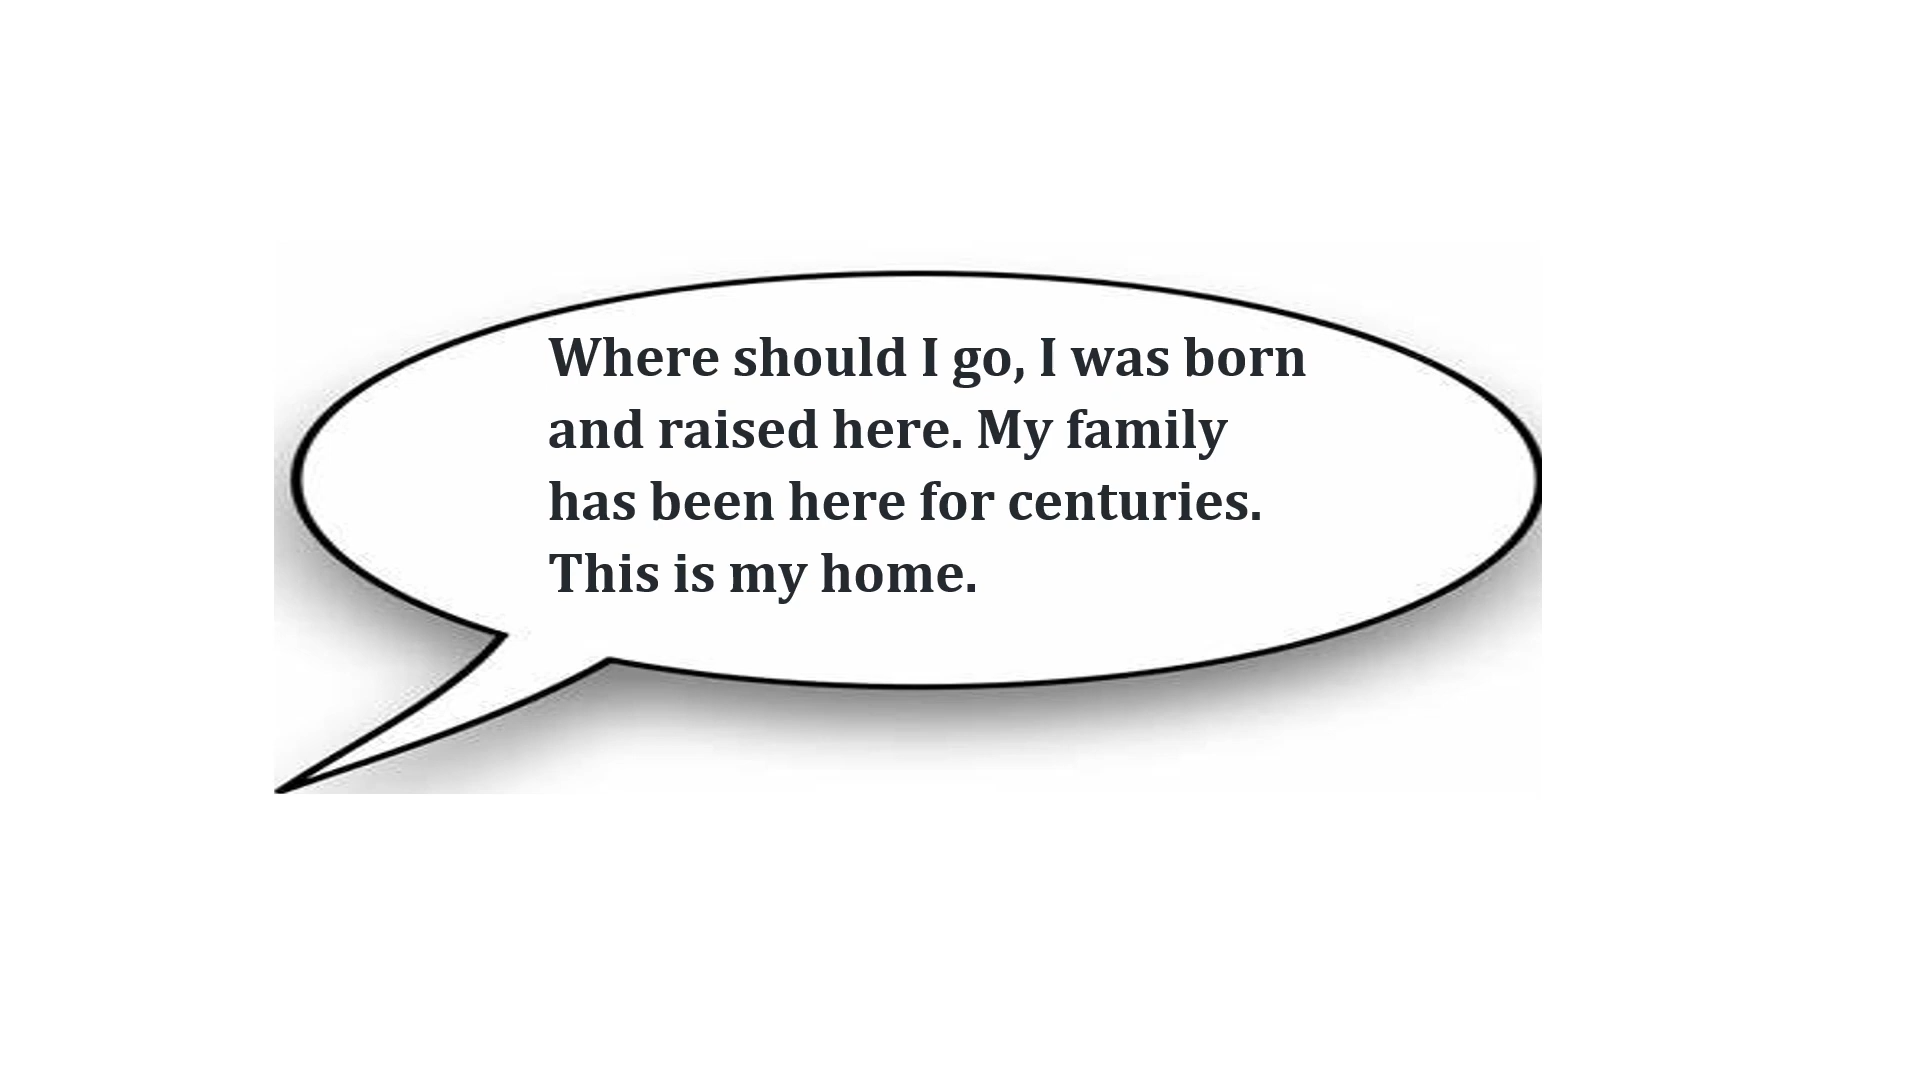 Where should I go, I was born
and raised here. My family
has been here for centuries.
This is my home.